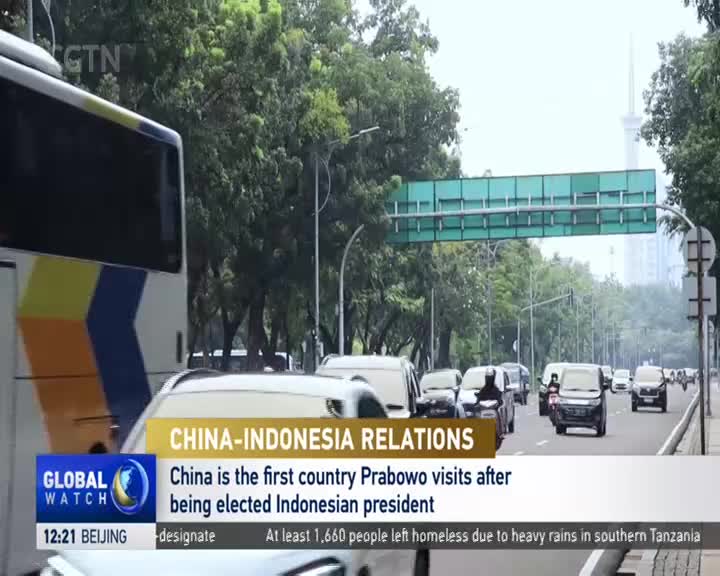 CGTN
CHINA-INDONESIA RELATIONS
China is the first country Prabowo visits after
being elected Indonesian president
GLOBAL
WATCH
12:21 BEIJING
-designate At least 1,660 people left homeless due to heavy rains in southern Tanzania